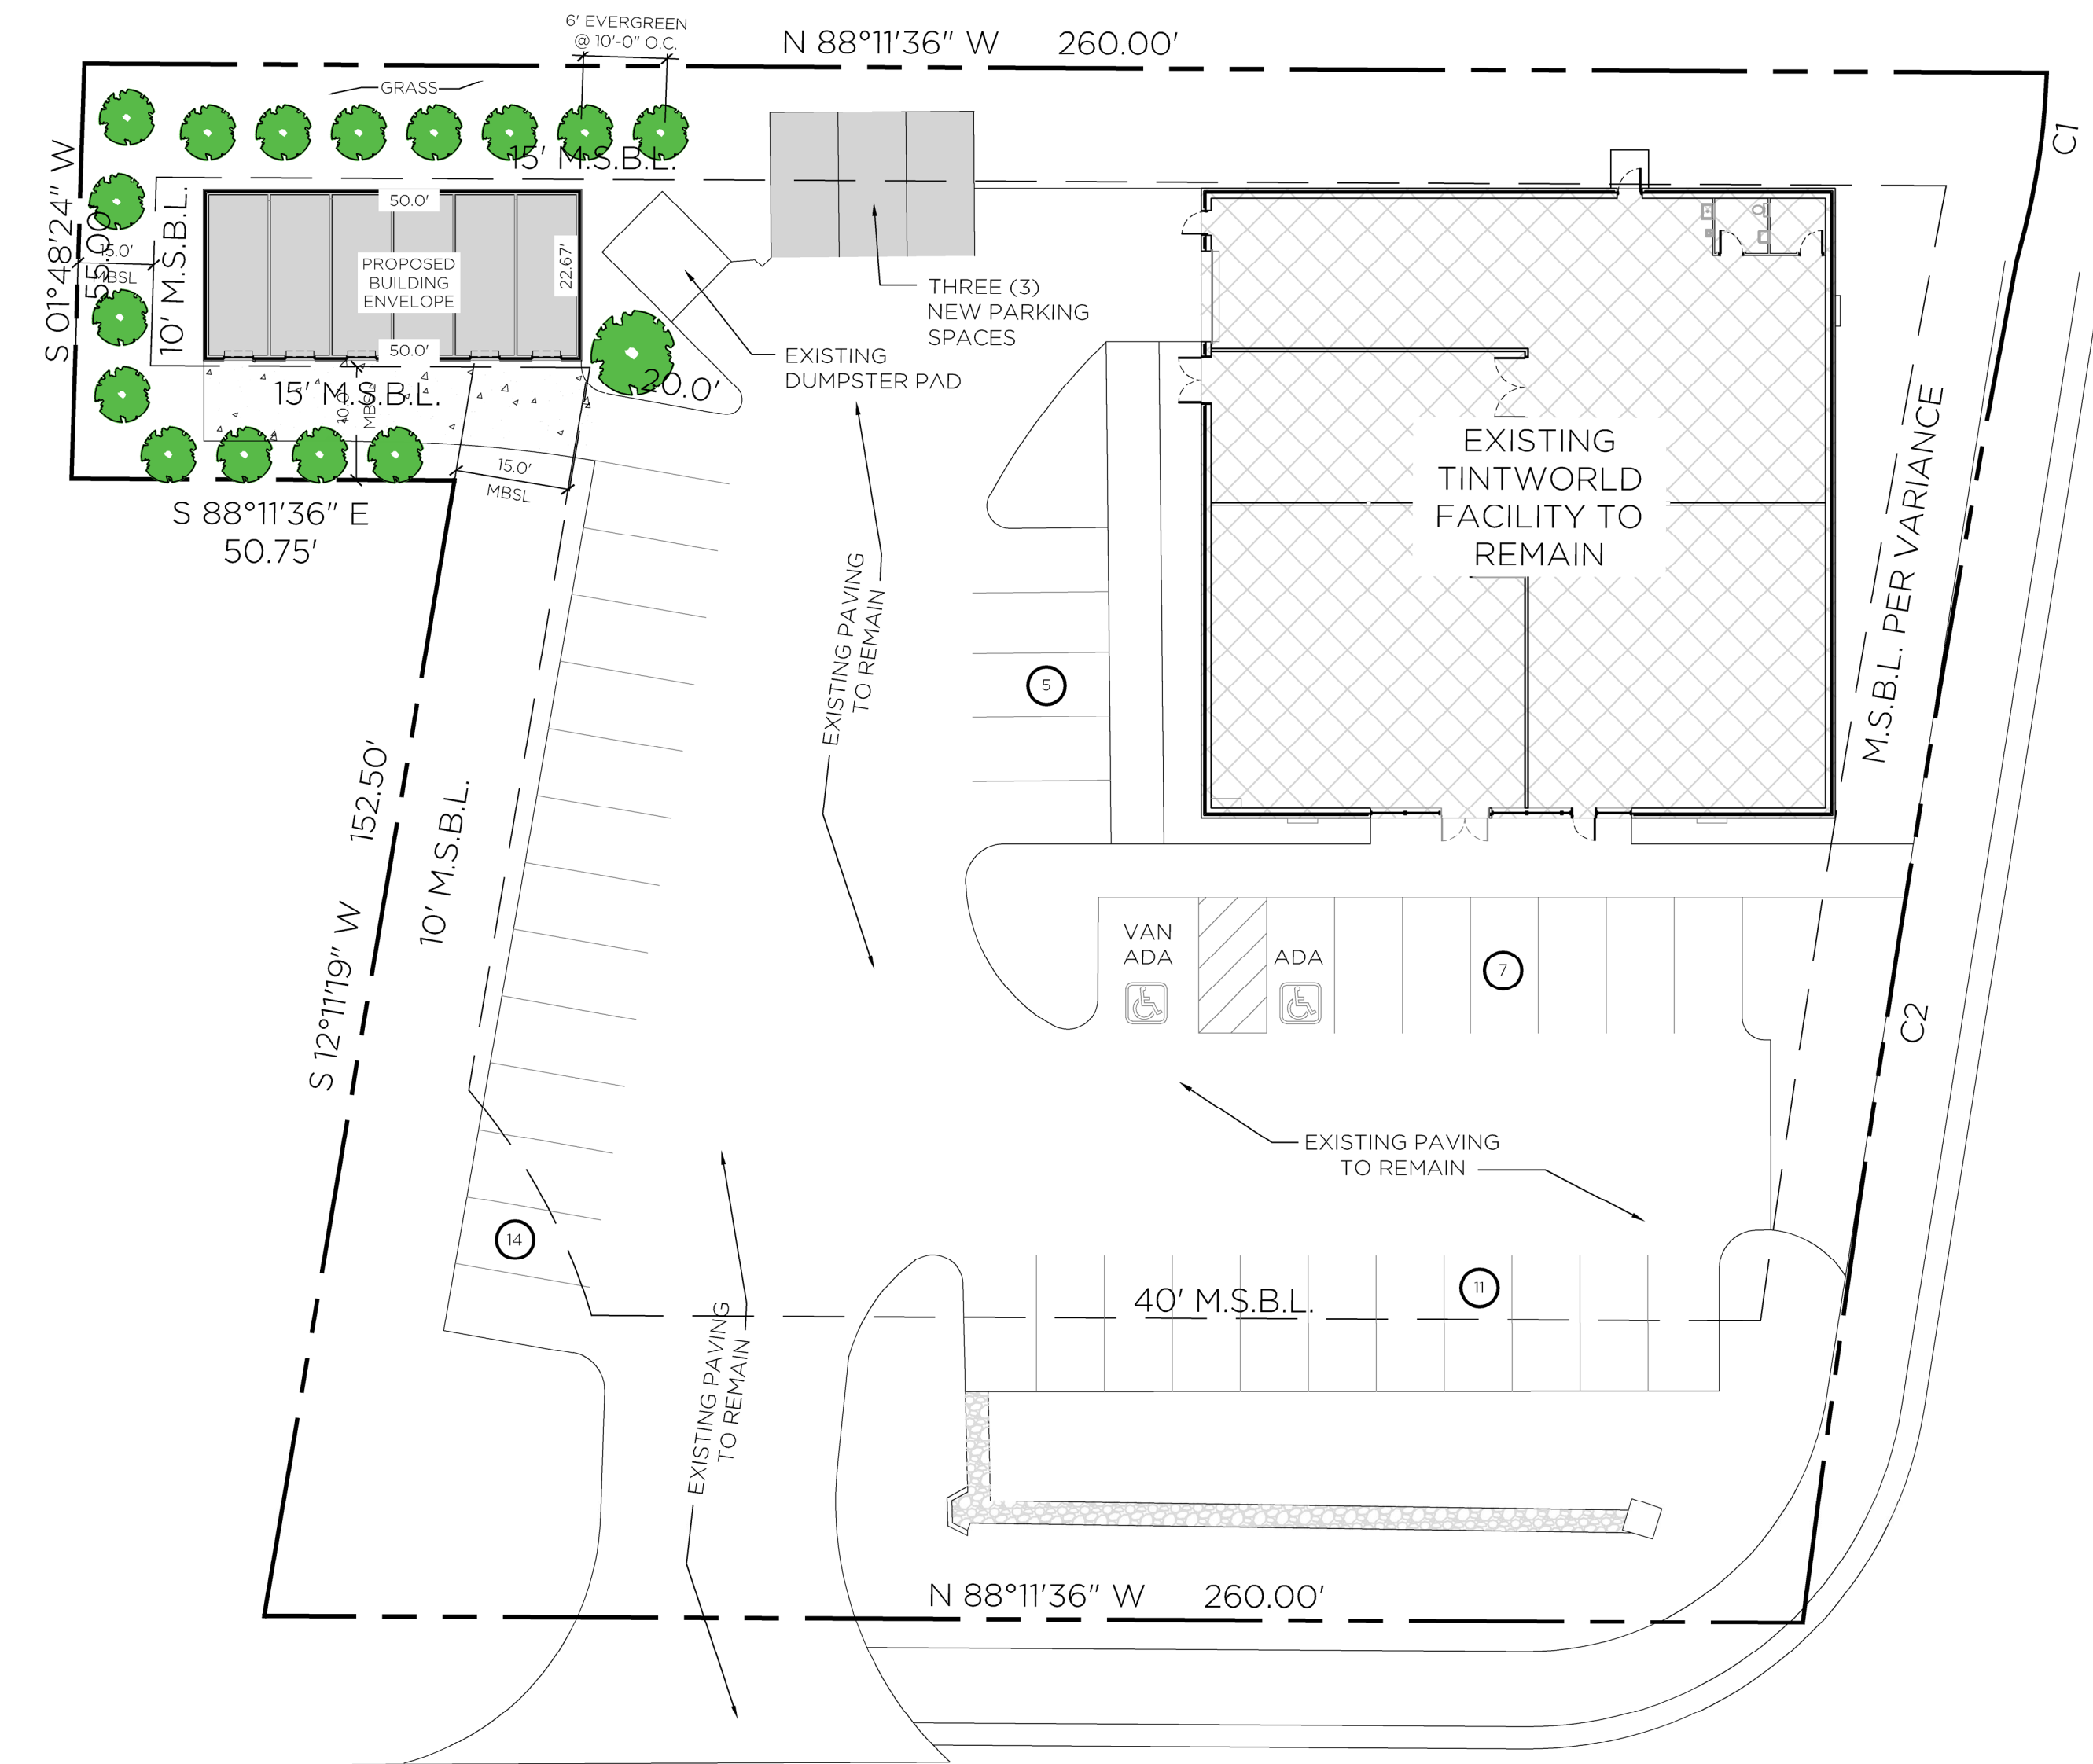 6' EVERGREEN
@ 10'-0" O.C.
N 88°11'36" W 260.00'
GRASS
C1
15' M.S.B.L.
S 01°48'24" W
55.00'
15.0'
MBSL
10' M.S.B.L.
50.0'
PROPOSED
BUILDING
ENVELOPE
22.67'
50.0'
THREE (3)
NEW PARKING
SPACES
EXISTING
DUMPSTER PAD
20.0'
15' M.S.B.L.
MBSL
15.0'
MBSL
S 88°11'36" E
50.75'
EXISTING
TINTWORLD
FACILITY TO
REMAIN
M.S.B.L. PER VARIANCE
EXISTING PAVING
TO REMAIN
5
S 12°11'19" W 152.50'
10' M.S.B.L.
VAN
ADA
ADA
7
C2
EXISTING PAVING
TO REMAIN
14
11
40' M.S.B.L.
EXISTING PAVING
TO REMAIN
N 88°11'36" W 260.00'